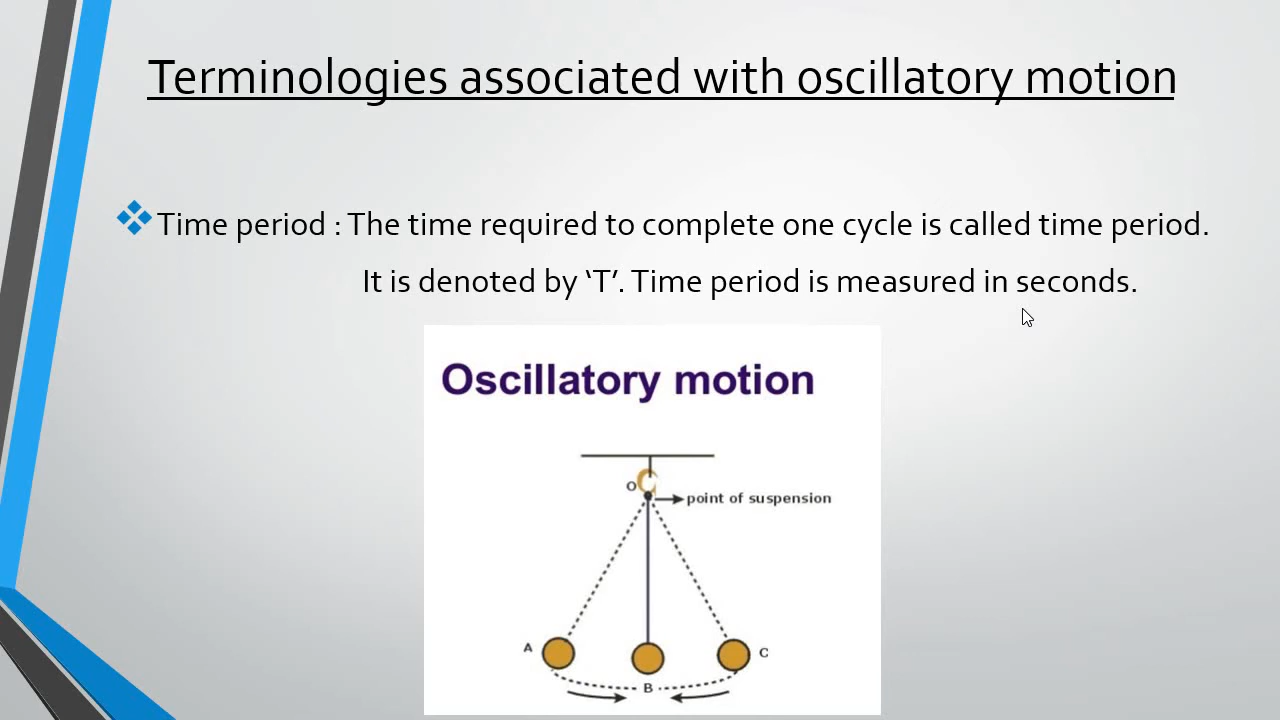 Terminologies associated with oscillatory motion
Time period : The time required to complete one cycle is called time period.
It is denoted by ‘T’. Time period is measured in seconds.
Oscillatory motion
O
point of suspension
A
C
B